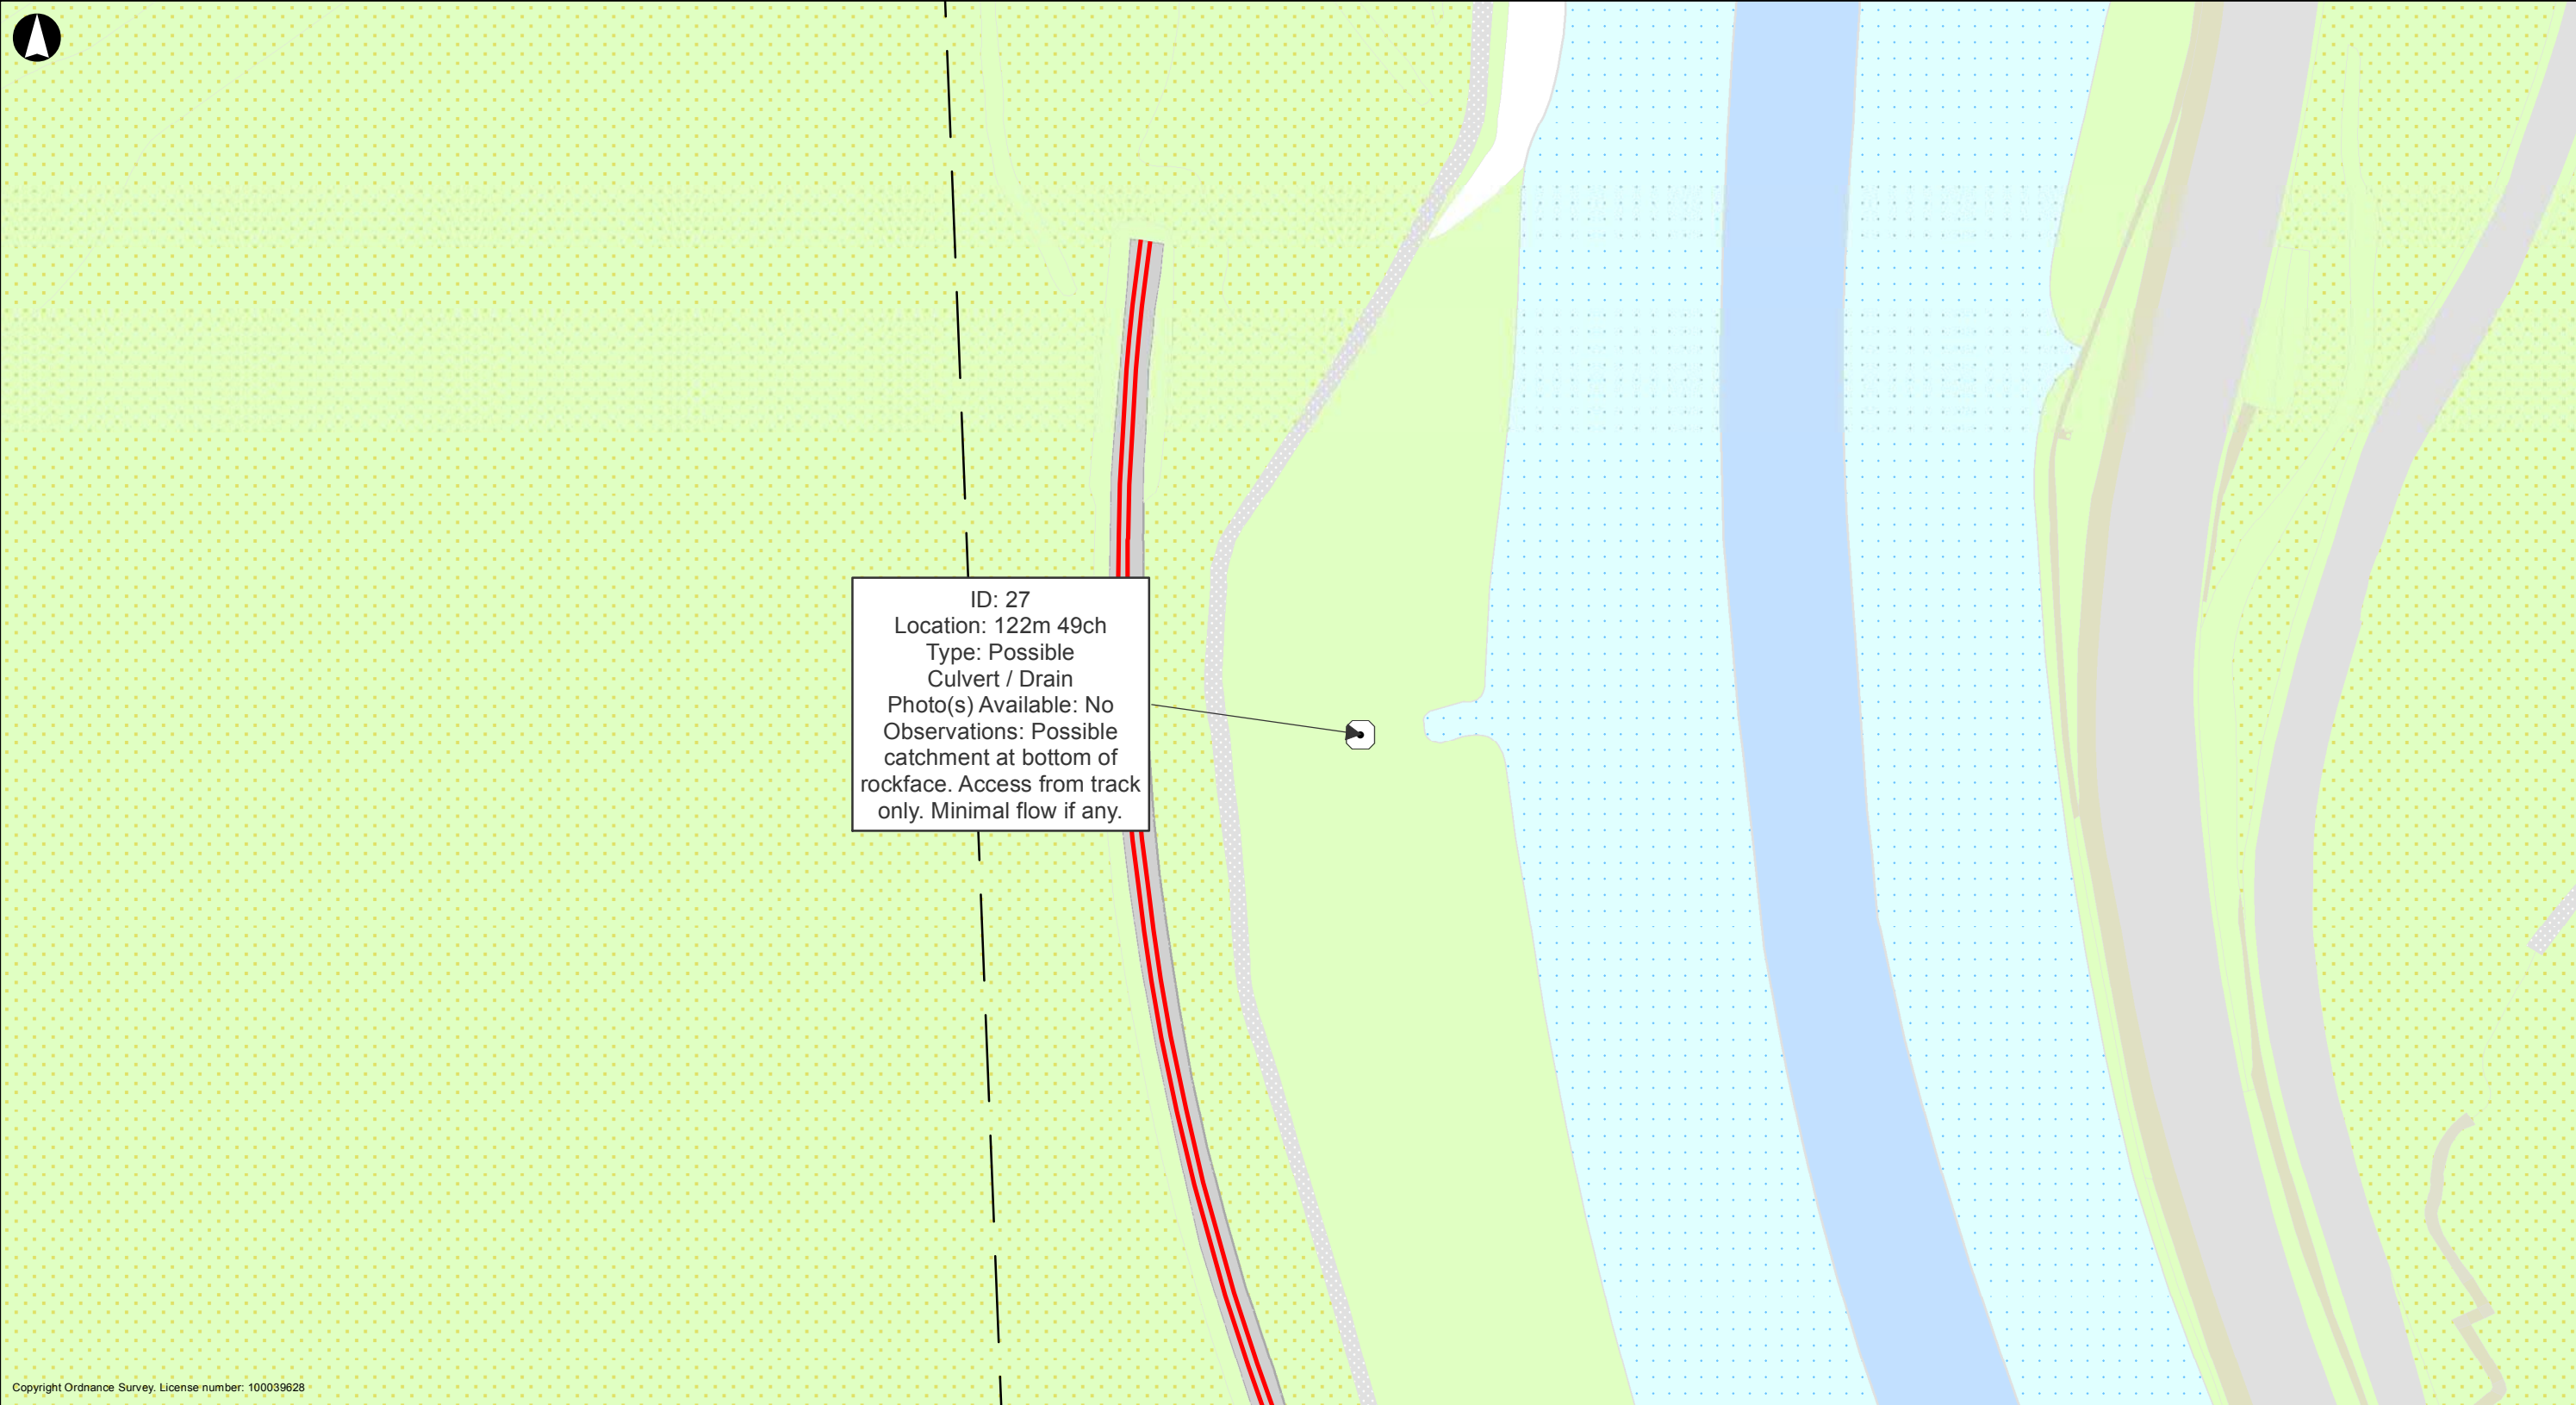 ID: 27
Location: 122m 49ch
Type: Possible
Culvert / Drain
Photo(s) Available: No
Observations: Possible
catchment at bottom of
rockface. Access from track
only. Minimal flow if any.
Copyright Ordnance Survey. License number: 100039628